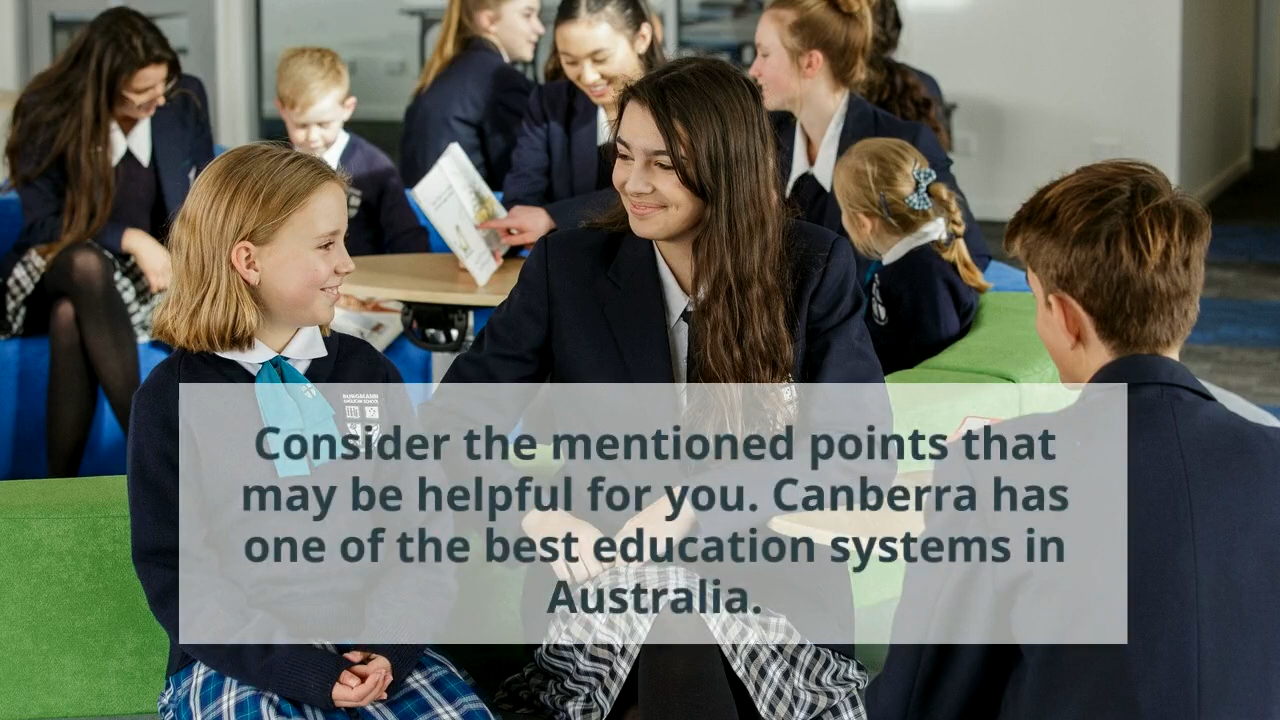 Consider the mentioned points that
may be helpful for you. Canberra has
one of the best education systems in
Australia.